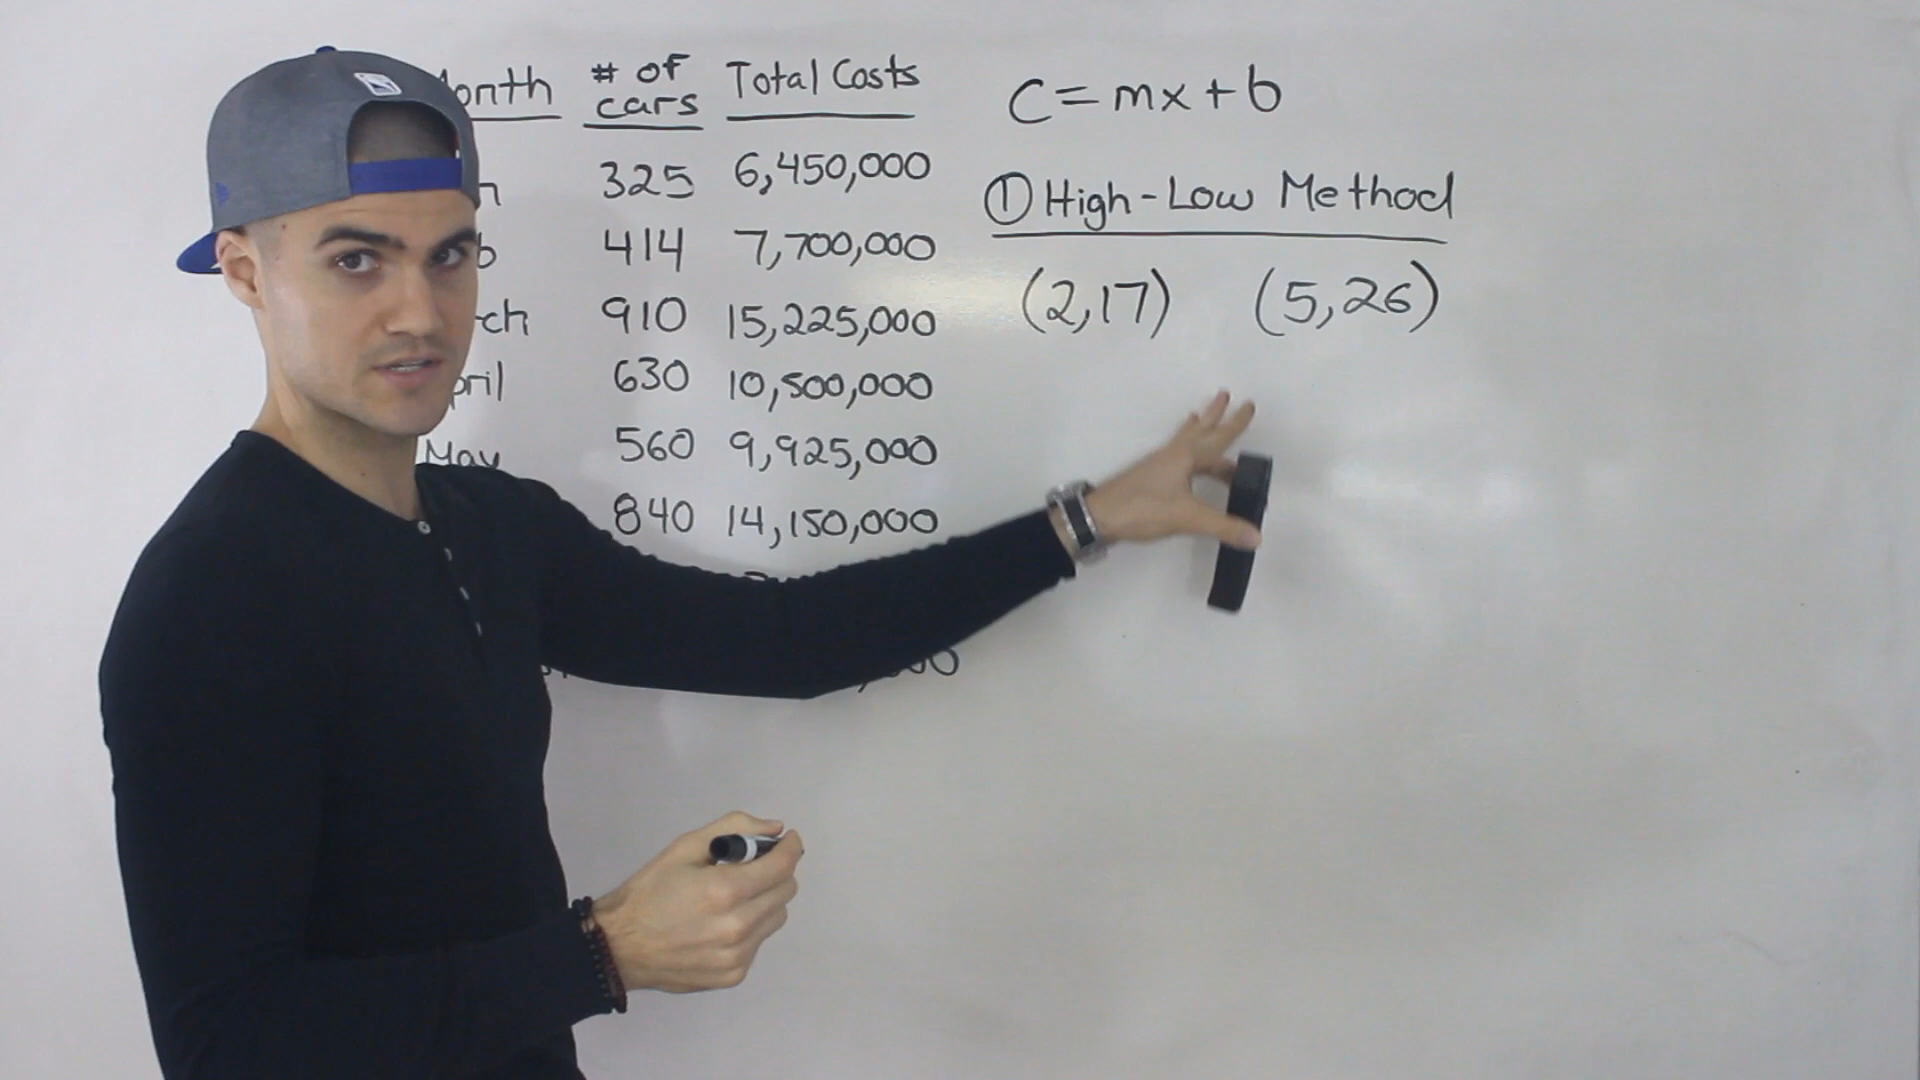 onth # of cars Total Costs
n 325 6,450,000
b 414 7,700,000
ch 910 15,225,000
pril 630 10,500,000
May 560 9,925,000
840 14,150,000
C=mx+b
① High-Low Method
(2,17) (5,26)